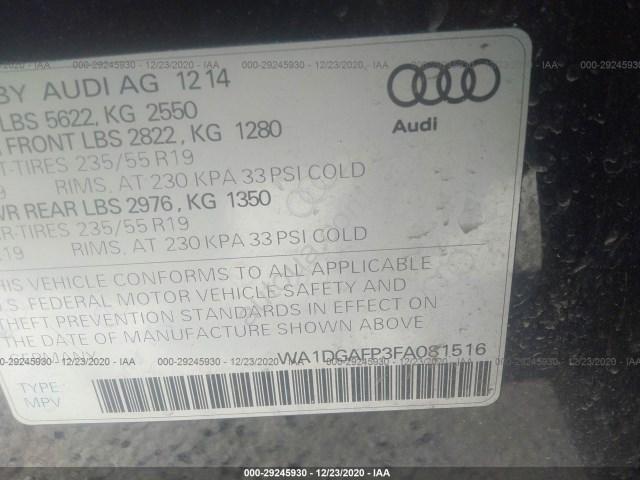 000-29245930 - 12/23/2020 - IAA
BY AUDI AG 12 14
LBS 5622, KG 2550
FRONT LBS 2822, KG 1280
T-TIRES 235/55 R19
RIMS, AT 230 KPA 33 PSI COLD
WR REAR LBS 2976, KG 1350
R-TIRES 235/55 R19
19 RIMS, AT 230 KPA 33 PSI COLD
HIS VEHICLE CONFORMS TO ALL APPLICABLE
.S. FEDERAL MOTOR VEHICLE SAFETY AND
THEFT PREVENTION STANDARDS IN EFFECT ON
THE DATE OF MANUFACTURE SHOWN ABOVE.
GERMANY
WA1DGAFP3FA081516
TYPE:
MPV
Audi
000-29245930 - 12/23/2020 - IAA
000-29245930 - 12/23/2020 - IAA
000-29245930 - 12/23/2020 - IAA